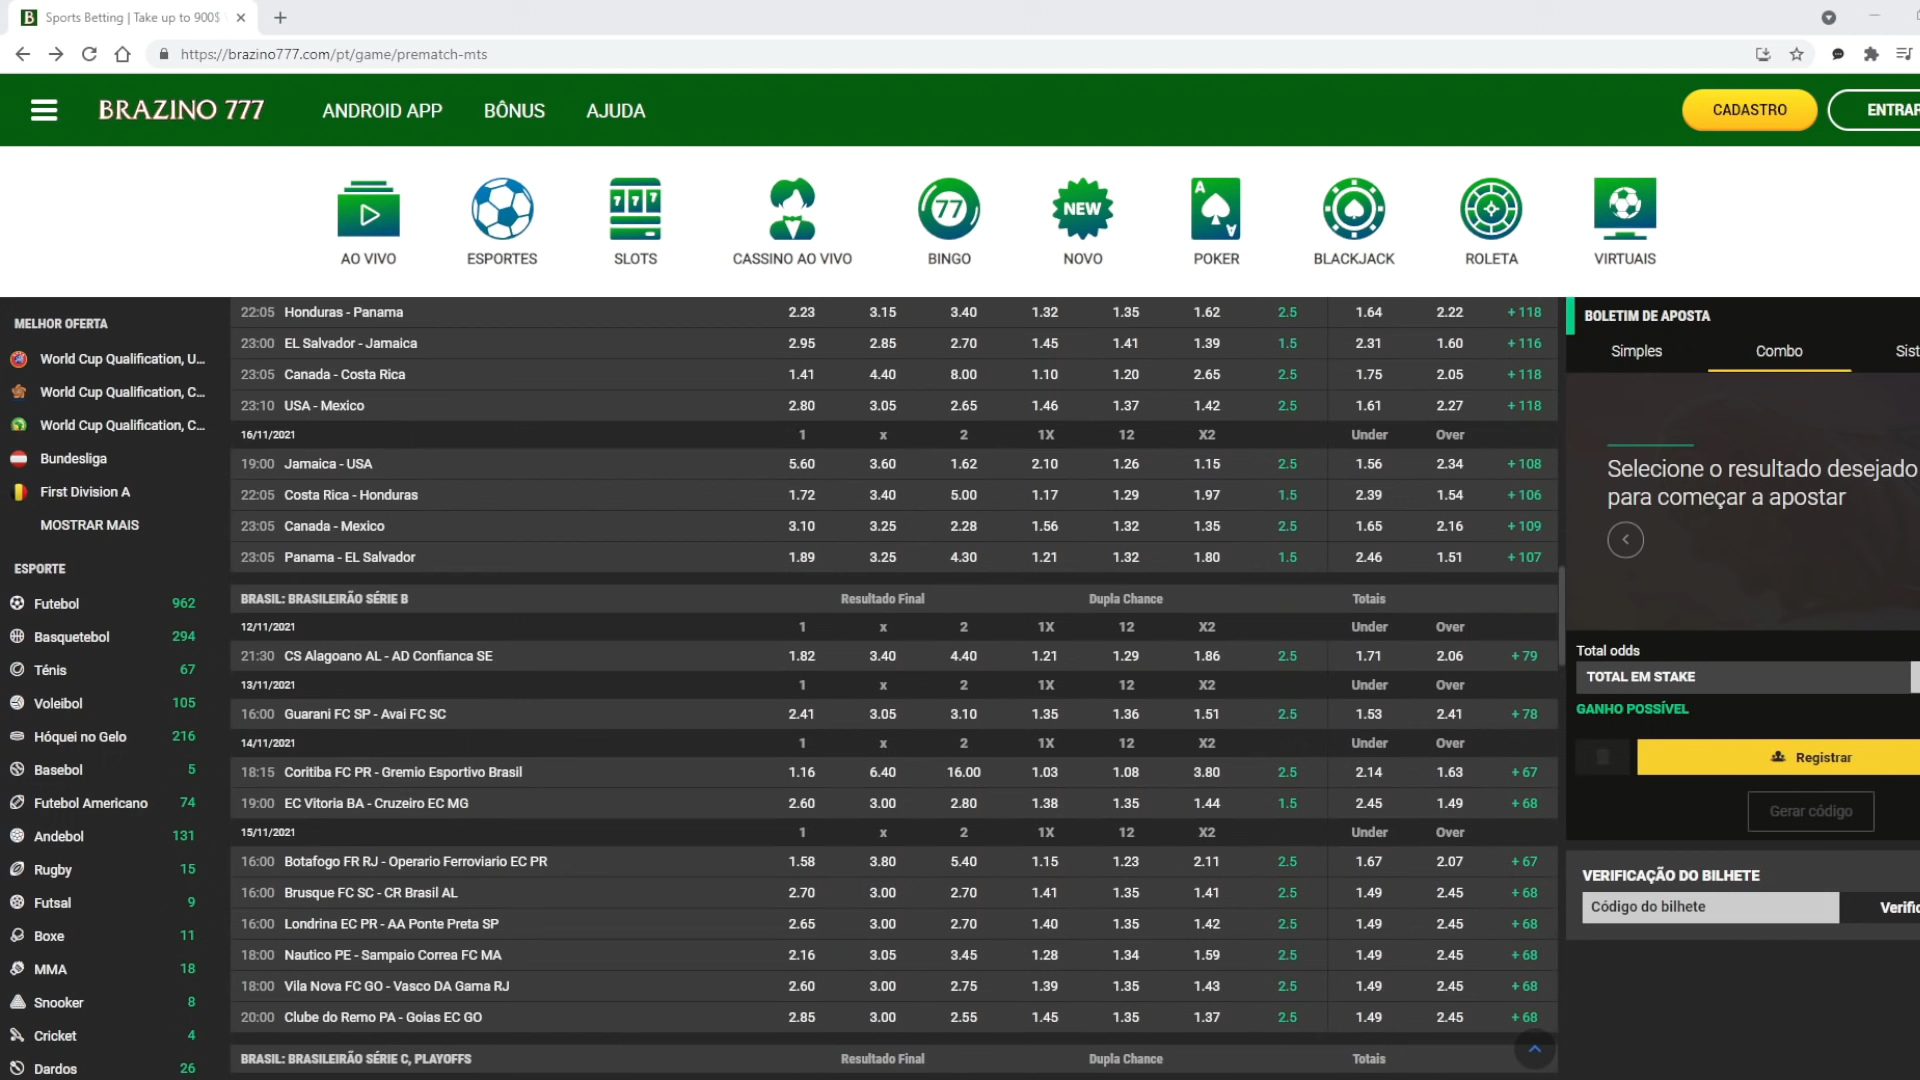 Sports Betting | Take up to 900$
https://brazino777.com/pt/game/prematch-mts
BRAZINO 777 ANDROID APP BÔNUS AJUDA CADASTRO ENTRAR
7 7 7 77 NEW A A
AO VIVO ESPORTES SLOTS CASSINO AO VIVO BINGO NOVO POKER BLACKJACK ROLETA VIRTUAIS
MELHOR OFERTA
World Cup Qualification, U...
World Cup Qualification, C...
World Cup Qualification, C...
Bundesliga
First Division A
MOSTRAR MAIS
ESPORTE
Futebol 962
Basquetebol 294
Ténis 67
Voleibol 105
Hóquei no Gelo 216
Basebol 5
Futebol Americano 74
Andebol 131
Rugby 15
Futsal 9
Boxe 11
MMA 18
Snooker 8
Cricket 4
Dardos 26
22:05 Honduras - Panama 2.23 3.15 3.40 1.32 1.35 1.62 2.5 1.64 2.22 + 118
23:00 EL Salvador - Jamaica 2.95 2.85 2.70 1.45 1.41 1.39 1.5 2.31 1.60 + 116
23:05 Canada - Costa Rica 1.41 4.40 8.00 1.10 1.20 2.65 2.5 1.75 2.05 + 118
23:10 USA - Mexico 2.80 3.05 2.65 1.46 1.37 1.42 2.5 1.61 2.27 + 118
16/11/2021 1 x 2 1X 12 X2 Under Over
19:00 Jamaica - USA 5.60 3.60 1.62 2.10 1.26 1.15 2.5 1.56 2.34 + 108
22:05 Costa Rica - Honduras 1.72 3.40 5.00 1.17 1.29 1.97 1.5 2.39 1.54 + 106
23:05 Canada - Mexico 3.10 3.25 2.28 1.56 1.32 1.35 2.5 1.65 2.16 + 109
23:05 Panama - EL Salvador 1.89 3.25 4.30 1.21 1.32 1.80 1.5 2.46 1.51 + 107
BRASIL: BRASILEIRÃO SÉRIE B Resultado Final Dupla Chance Totais
12/11/2021 1 x 2 1X 12 X2 Under Over
21:30 CS Alagoano AL - AD Confianca SE 1.82 3.40 4.40 1.21 1.29 1.86 2.5 1.71 2.06 + 79
13/11/2021 1 x 2 1X 12 X2 Under Over
16:00 Guarani FC SP - Avai FC SC 2.41 3.05 3.10 1.35 1.36 1.51 2.5 1.53 2.41 + 78
14/11/2021 1 x 2 1X 12 X2 Under Over
18:15 Coritiba FC PR - Gremio Esportivo Brasil 1.16 6.40 16.00 1.03 1.08 3.80 2.5 2.14 1.63 + 67
19:00 EC Vitoria BA - Cruzeiro EC MG 2.60 3.00 2.80 1.38 1.35 1.44 1.5 2.45 1.49 + 68
15/11/2021 1 x 2 1X 12 X2 Under Over
16:00 Botafogo FR RJ - Operario Ferroviario EC PR 1.58 3.80 5.40 1.15 1.23 2.11 2.5 1.67 2.07 + 67
16:00 Brusque FC SC - CR Brasil AL 2.70 3.00 2.70 1.41 1.35 1.41 2.5 1.49 2.45 + 68
16:00 Londrina EC PR - AA Ponte Preta SP 2.65 3.00 2.70 1.40 1.35 1.42 2.5 1.49 2.45 + 68
18:00 Nautico PE - Sampaio Correa FC MA 2.16 3.05 3.45 1.28 1.34 1.59 2.5 1.49 2.45 + 68
18:00 Vila Nova FC GO - Vasco DA Gama RJ 2.60 3.00 2.75 1.39 1.35 1.43 2.5 1.49 2.45 + 68
20:00 Clube do Remo PA - Goias EC GO 2.85 3.00 2.55 1.45 1.35 1.37 2.5 1.49 2.45 + 68
BRASIL: BRASILEIRÃO SÉRIE C, PLAYOFFS Resultado Final Dupla Chance Totais
BOLETIM DE APOSTA
Simples Combo Sist
Selecione o resultado desejado
para começar a apostar
Total odds
TOTAL EM STAKE
GANHO POSSÍVEL
Registrar
Gerar código
VERIFICAÇÃO DO BILHETE
Código do bilhete Verific